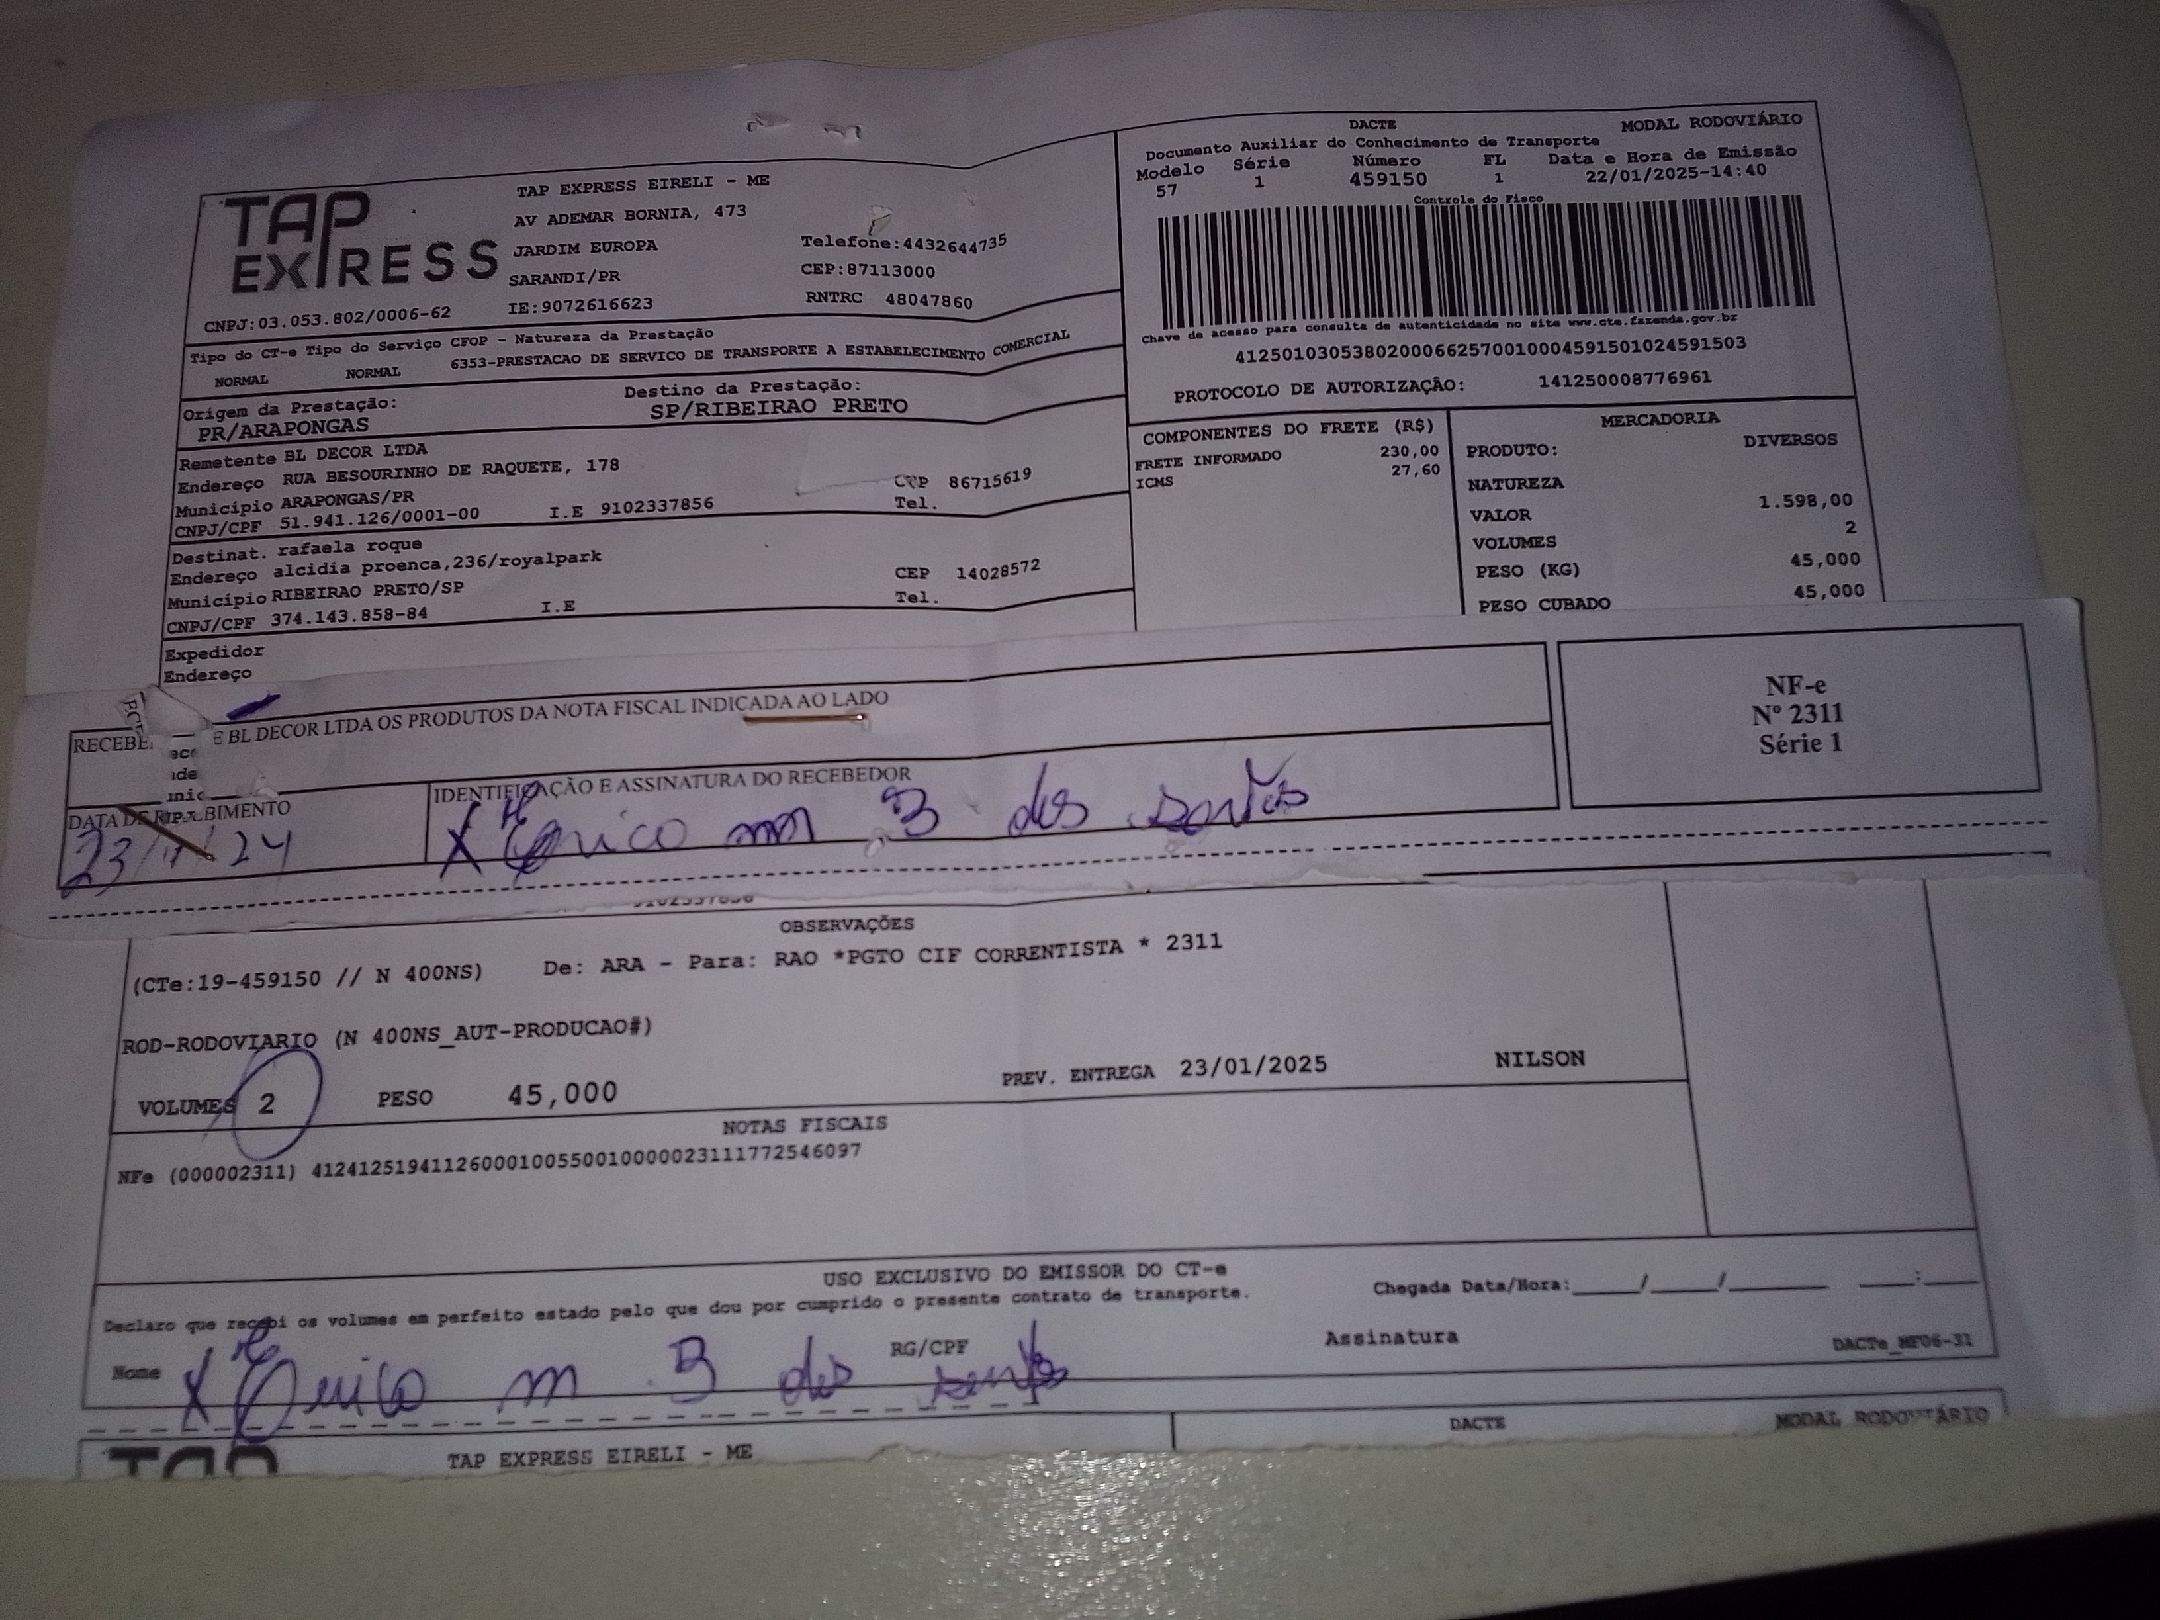 TAP EXPRESS
TAP EXPRESS EIRELI - ME
AV ADEMAR BORNIA, 473
JARDIM EUROPA Telefone:4432644735
SARANDI/PR CEP:87113000
CNPJ:03.053.802/0006-62 IE:9072616623 RNTRC 48047860
DACTE MODAL RODOVIÁRIO
Documento Auxiliar do Conhecimento de Transporte
Modelo Série Número FL Data e Hora de Emissão
57 1 459150 1 22/01/2025-14:40
Controle do Fisco
Chave de acesso para consulta de autenticidade no site www.cte.fazenda.gov.br
41250103053802000662570010004591501024591503
PROTOCOLO DE AUTORIZAÇÃO: 141250008776961
Tipo do CT-e Tipo do Serviço CFOP - Natureza da Prestação
NORMAL NORMAL 6353-PRESTACAO DE SERVICO DE TRANSPORTE A ESTABELECIMENTO COMERCIAL
Origem da Prestação: Destino da Prestação:
PR/ARAPONGAS SP/RIBEIRAO PRETO
Remetente BL DECOR LTDA
Endereço RUA BESOURINHO DE RAQUETE, 178
Município ARAPONGAS/PR CEP 86715619
CNPJ/CPF 51.941.126/0001-00 I.E 9102337856 Tel.
Destinat. rafaela roque
Endereço alcidia proenca,236/royalpark
Município RIBEIRAO PRETO/SP CEP 14028572
CNPJ/CPF 374.143.858-84 I.E Tel.
Expedidor
Endereço
COMPONENTES DO FRETE (R$)
FRETE INFORMADO 230,00
ICMS 27,60
MERCADORIA
PRODUTO: DIVERSOS
NATUREZA
VALOR 1.598,00
VOLUMES 2
PESO (KG) 45,000
PESO CUBADO 45,000
E BL DECOR LTDA OS PRODUTOS DA NOTA FISCAL INDICADA AO LADO
NF-e
Nº 2311
Série 1
IDENTIFICAÇÃO E ASSINATURA DO RECEBEDOR
X Erico m B dos santos
OBSERVAÇÕES
(CTe:19-459150 // N 400NS) De: ARA - Para: RAO *PGTO CIF CORRENTISTA * 2311
ROD-RODOVIARIO (N 400NS_AUT-PRODUCAO#)
VOLUMES 2 PESO 45,000 PREV. ENTREGA 23/01/2025 NILSON
NOTAS FISCAIS
NFe (000002311) 41241251941126000100550010000023111772546097
USO EXCLUSIVO DO EMISSOR DO CT-e
Declaro que recebi os volumes em perfeito estado pelo que dou por cumprido o presente contrato de transporte.
Chegada Data/Hora:____/____/______ ___:___
Nome X Erico m B dos santos RG/CPF Assinatura
DACTe_MF06-31
TAP EXPRESS EIRELI - ME DACTE MODAL RODOVIÁRIO